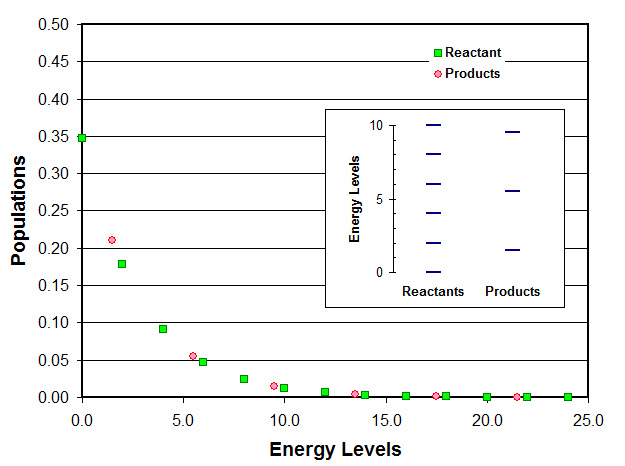 0.50
0.45
0.40
0.35
0.30
0.25
0.20
0.15
0.10
0.05
0.00
Populations
Reactant
Products
10
5
0
Energy Levels
Reactants Products
0.0 5.0 10.0 15.0 20.0 25.0
Energy Levels